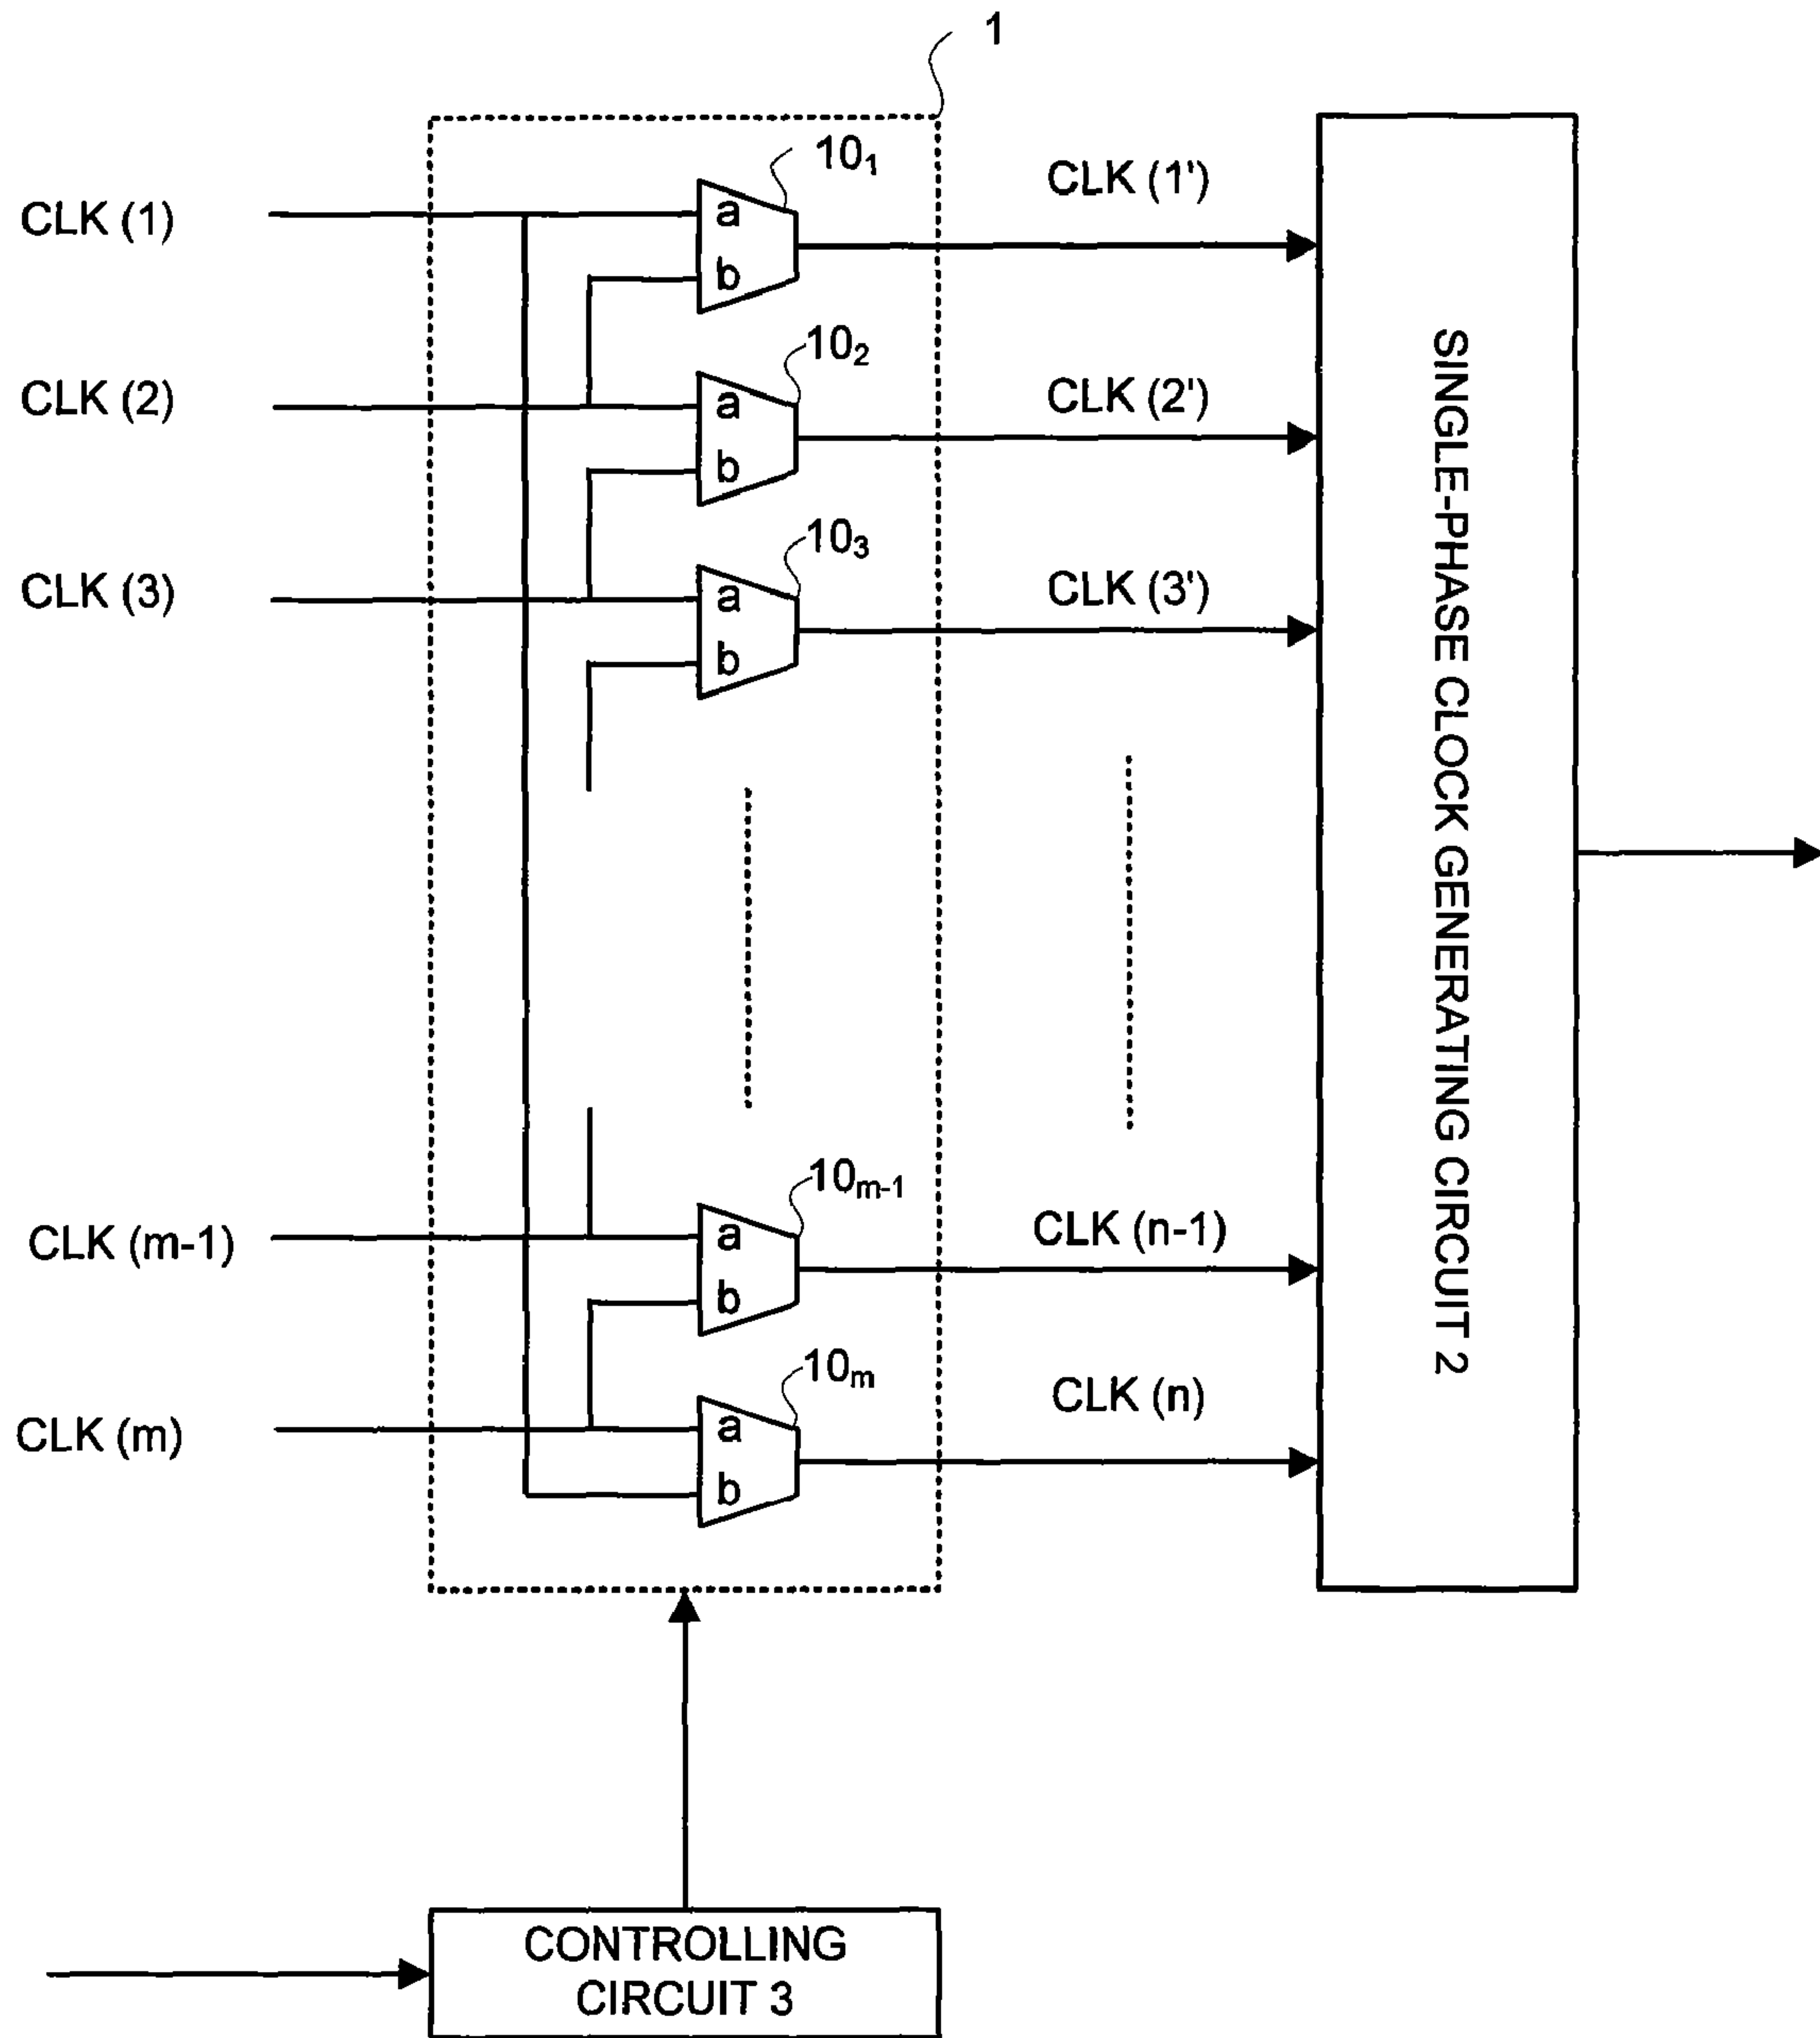 1
10₁
CLK (1)
a
b
CLK (1')
10₂
CLK (2)
a
b
CLK (2')
10₃
CLK (3)
a
b
CLK (3')
SINGLE-PHASE CLOCK GENERATING CIRCUIT 2
10ₘ₋₁
CLK (m-1)
a
b
CLK (n-1)
10ₘ
CLK (m)
a
b
CLK (n)
CONTROLLING
CIRCUIT 3